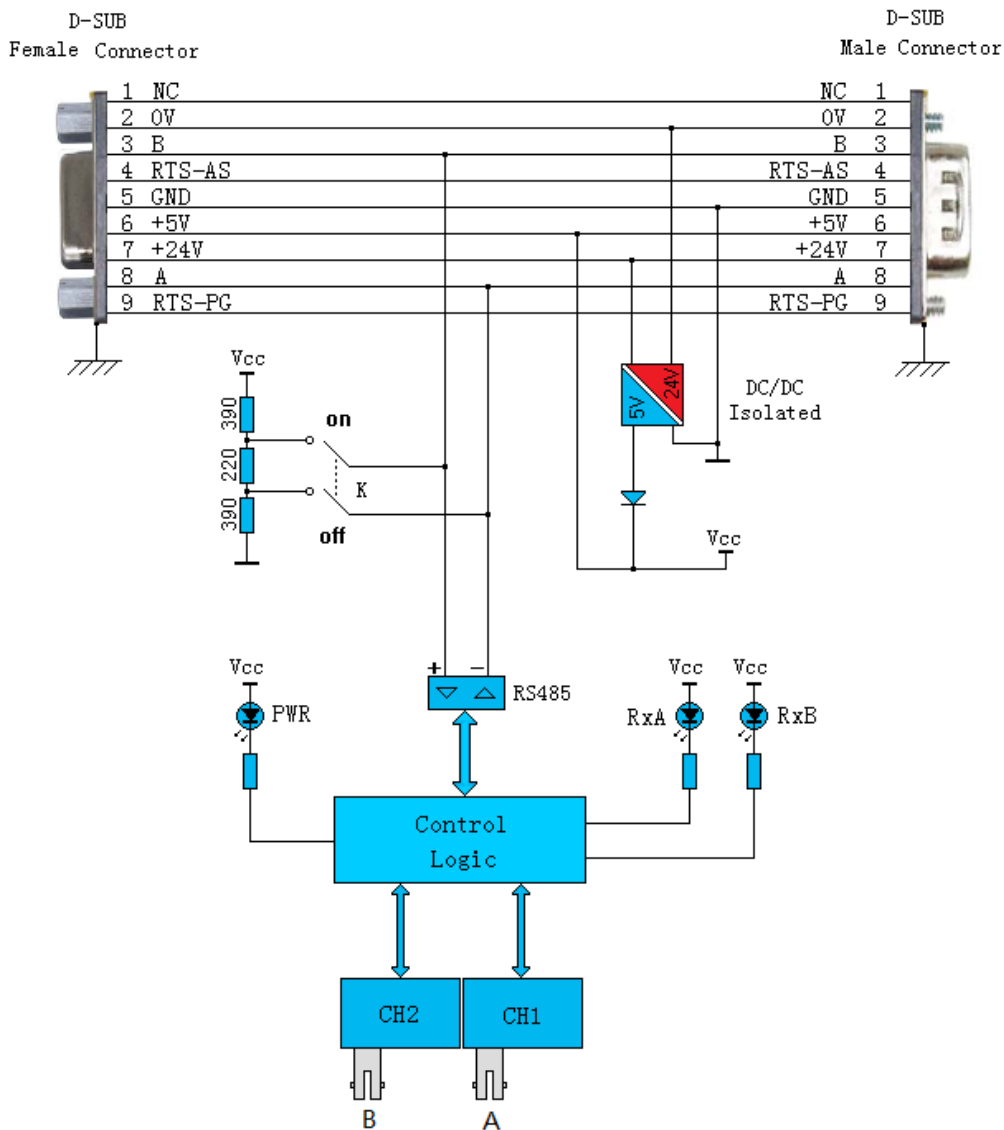 D-SUB
Female Connector
D-SUB
Male Connector
1 NC
2 0V
3 B
4 RTS-AS
5 GND
6 +5V
7 +24V
8 A
9 RTS-PG
NC 1
0V 2
B 3
RTS-AS 4
GND 5
+5V 6
+24V 7
A 8
RTS-PG 9
Vcc
390
220
390
on
K
off
5V
24V
DC/DC
Isolated
Vcc
+ −
RS485
Vcc
PWR
Vcc
RxA
Vcc
RxB
Control
Logic
CH2
CH1
B
A